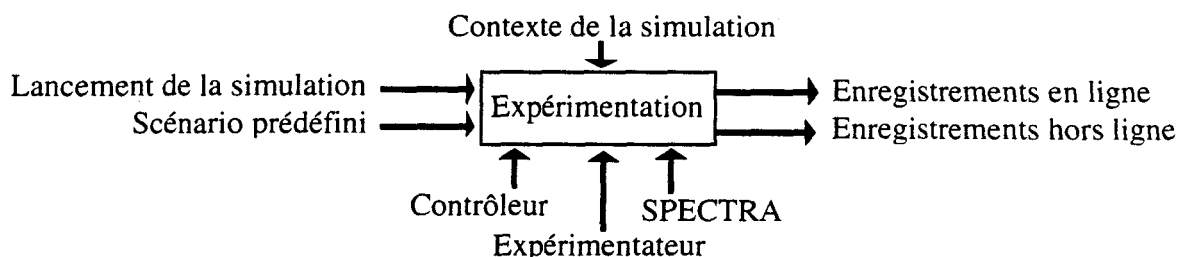 Contexte de la simulation
Lancement de la simulation
Scénario prédéfini
Expérimentation
Enregistrements en ligne
Enregistrements hors ligne
Contrôleur
SPECTRA
Expérimentateur